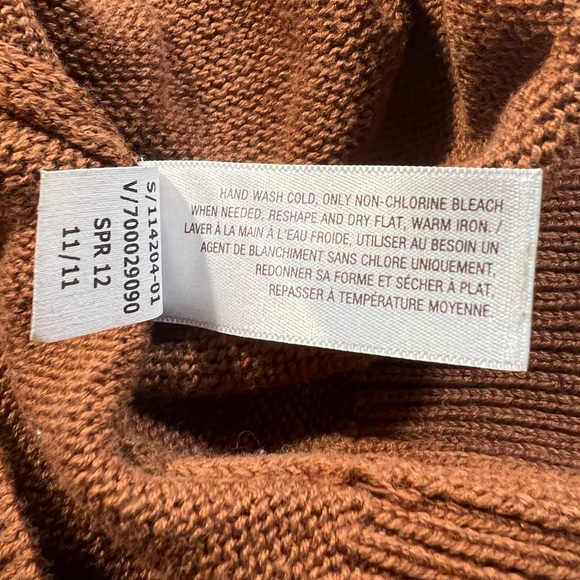 HAND WASH COLD, ONLY NON-CHLORINE BLEACH
WHEN NEEDED, RESHAPE AND DRY FLAT, WARM IRON. /
LAVER À LA MAIN À L'EAU FROIDE, UTILISER AU BESOIN UN
AGENT DE BLANCHIMENT SANS CHLORE UNIQUEMENT,
REDONNER SA FORME ET SÉCHER À PLAT,
REPASSER À TEMPÉRATURE MOYENNE.
S/114204-01
V/700029090
SPR 12
11/11